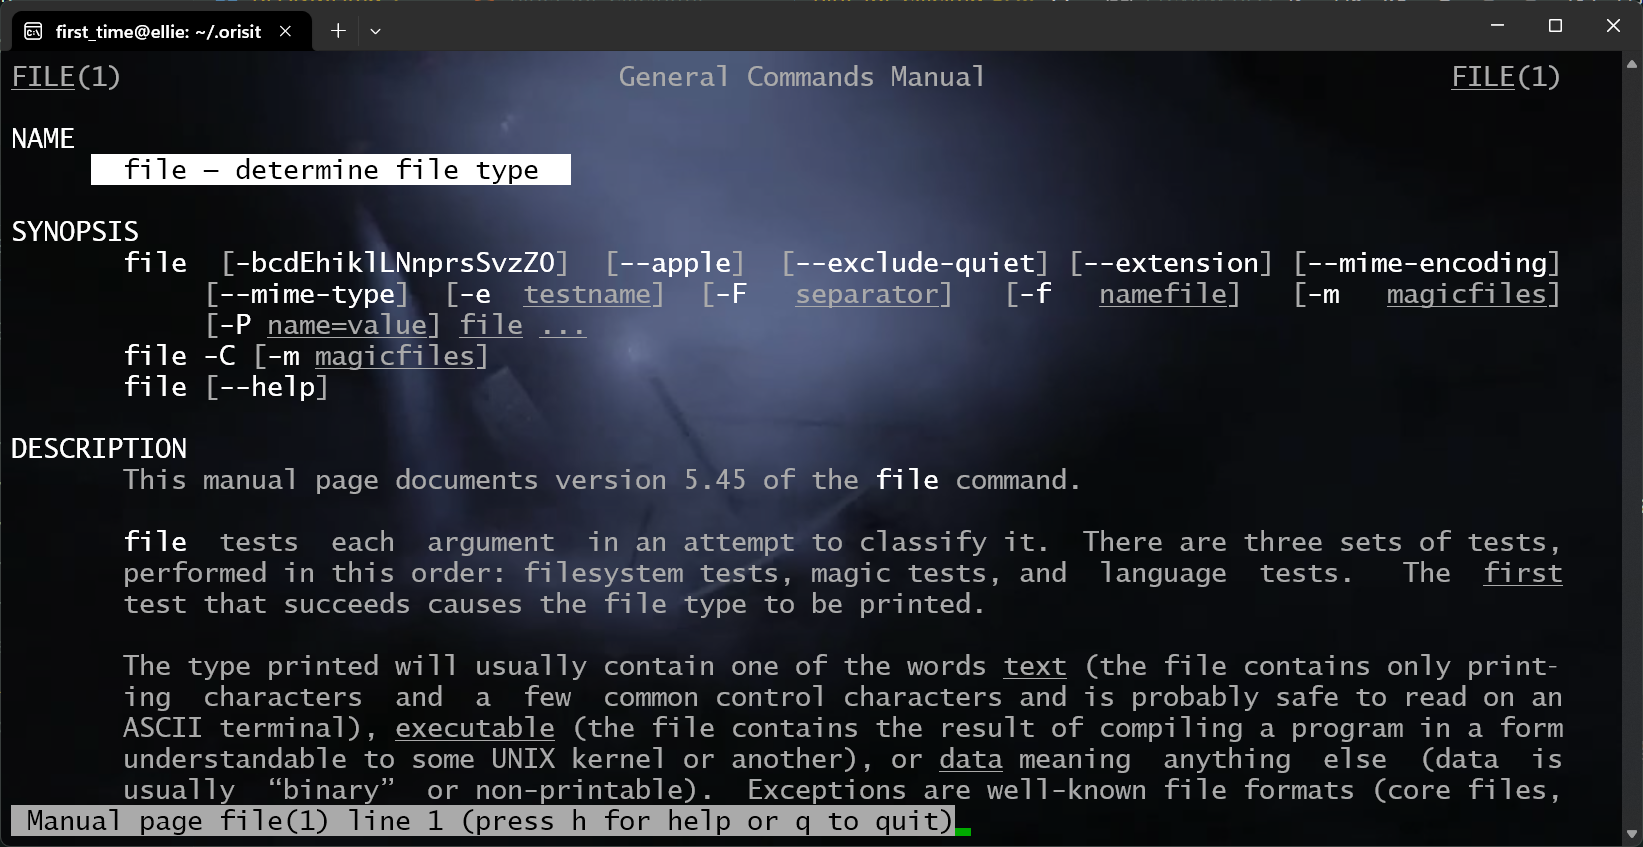 first_time@ellie: ~/.orisit
FILE(1) General Commands Manual FILE(1)
NAME
file — determine file type
SYNOPSIS
file [-bcdEhiklLNnprsSvzZ0] [--apple] [--exclude-quiet] [--extension] [--mime-encoding]
[--mime-type] [-e testname] [-F separator] [-f namefile] [-m magicfiles]
[-P name=value] file ...
file -C [-m magicfiles]
file [--help]
DESCRIPTION
This manual page documents version 5.45 of the file command.
file tests each argument in an attempt to classify it. There are three sets of tests,
performed in this order: filesystem tests, magic tests, and language tests. The first
test that succeeds causes the file type to be printed.
The type printed will usually contain one of the words text (the file contains only print‐
ing characters and a few common control characters and is probably safe to read on an
ASCII terminal), executable (the file contains the result of compiling a program in a form
understandable to some UNIX kernel or another), or data meaning anything else (data is
usually “binary” or non-printable). Exceptions are well-known file formats (core files,
Manual page file(1) line 1 (press h for help or q to quit)